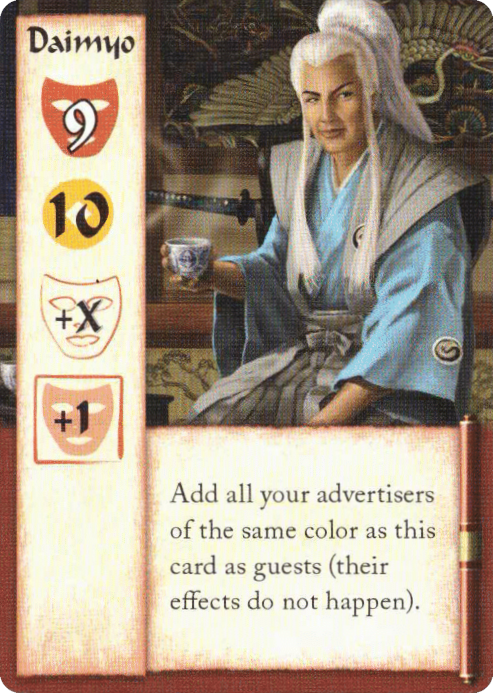 Daimyo
9
10
+X
+1
Add all your advertisers
of the same color as this
card as guests (their
effects do not happen).